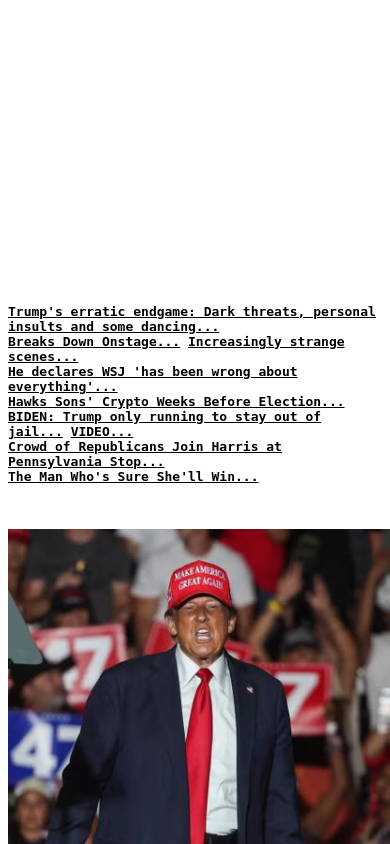 Trump's erratic endgame: Dark threats, personal
insults and some dancing...
Breaks Down Onstage... Increasingly strange
scenes...
He declares WSJ 'has been wrong about
everything'...
Hawks Sons' Crypto Weeks Before Election...
BIDEN: Trump only running to stay out of
jail... VIDEO...
Crowd of Republicans Join Harris at
Pennsylvania Stop...
The Man Who's Sure She'll Win...
MAKE AMERICA
GREAT AGAIN
47
7
47